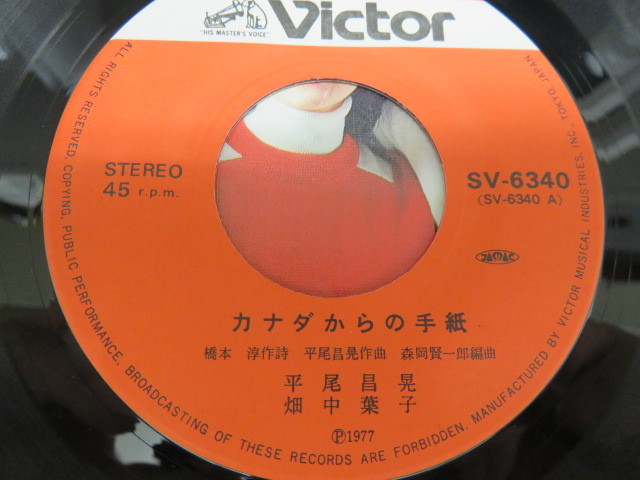 "HIS MASTER'S VOICE"
Victor
STEREO
45 r.p.m.
SV-6340
(SV-6340 A)
JASRAC
カナダからの手紙
橋本 淳作詩 平尾昌晃作曲 森岡賢一郎編曲
平尾昌晃
畑中葉子
Ⓟ1977
ALL RIGHTS RESERVED. COPYING, PUBLIC PERFORMANCE, BROADCASTING OF THESE RECORDS ARE FORBIDDEN. MANUFACTURED BY VICTOR MUSICAL INDUSTRIES, INC. TOKYO, JAPAN